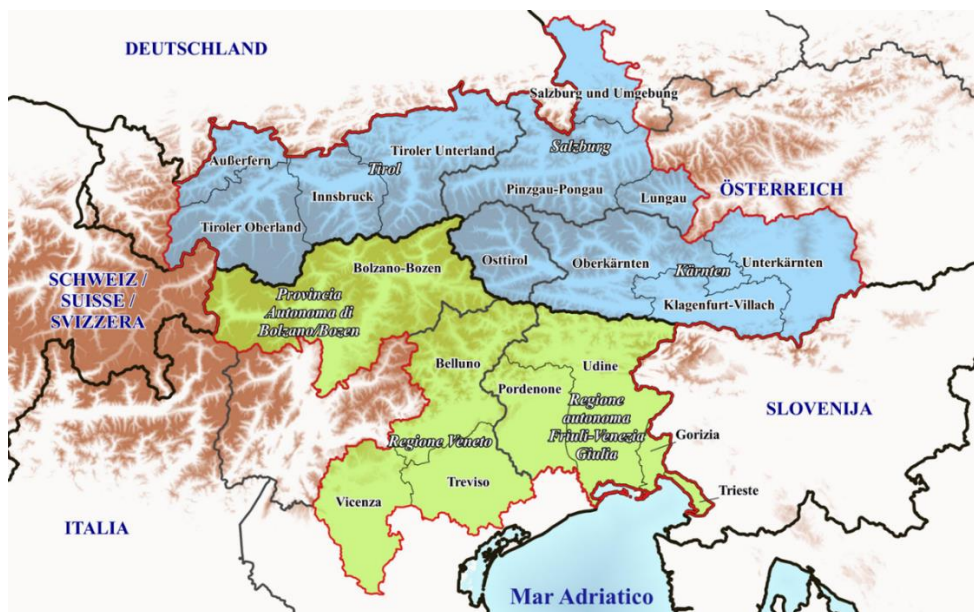 DEUTSCHLAND
Salzburg und Umgebung
Außerfern
Tiroler Unterland
Salzburg
Tirol
Innsbruck
Pinzgau-Pongau
Lungau
ÖSTERREICH
Tiroler Oberland
Bolzano-Bozen
Osttirol
Oberkärnten
Kärnten
Unterkärnten
SCHWEIZ /
SUISSE /
SVIZZERA
Provincia
Autonoma di
Bolzano/Bozen
Klagenfurt-Villach
Belluno
Udine
Pordenone
Regione
autonoma
Friuli-Venezia
Giulia
SLOVENIJA
Regione Veneto
Gorizia
Vicenza
Treviso
Trieste
ITALIA
Mar Adriatico